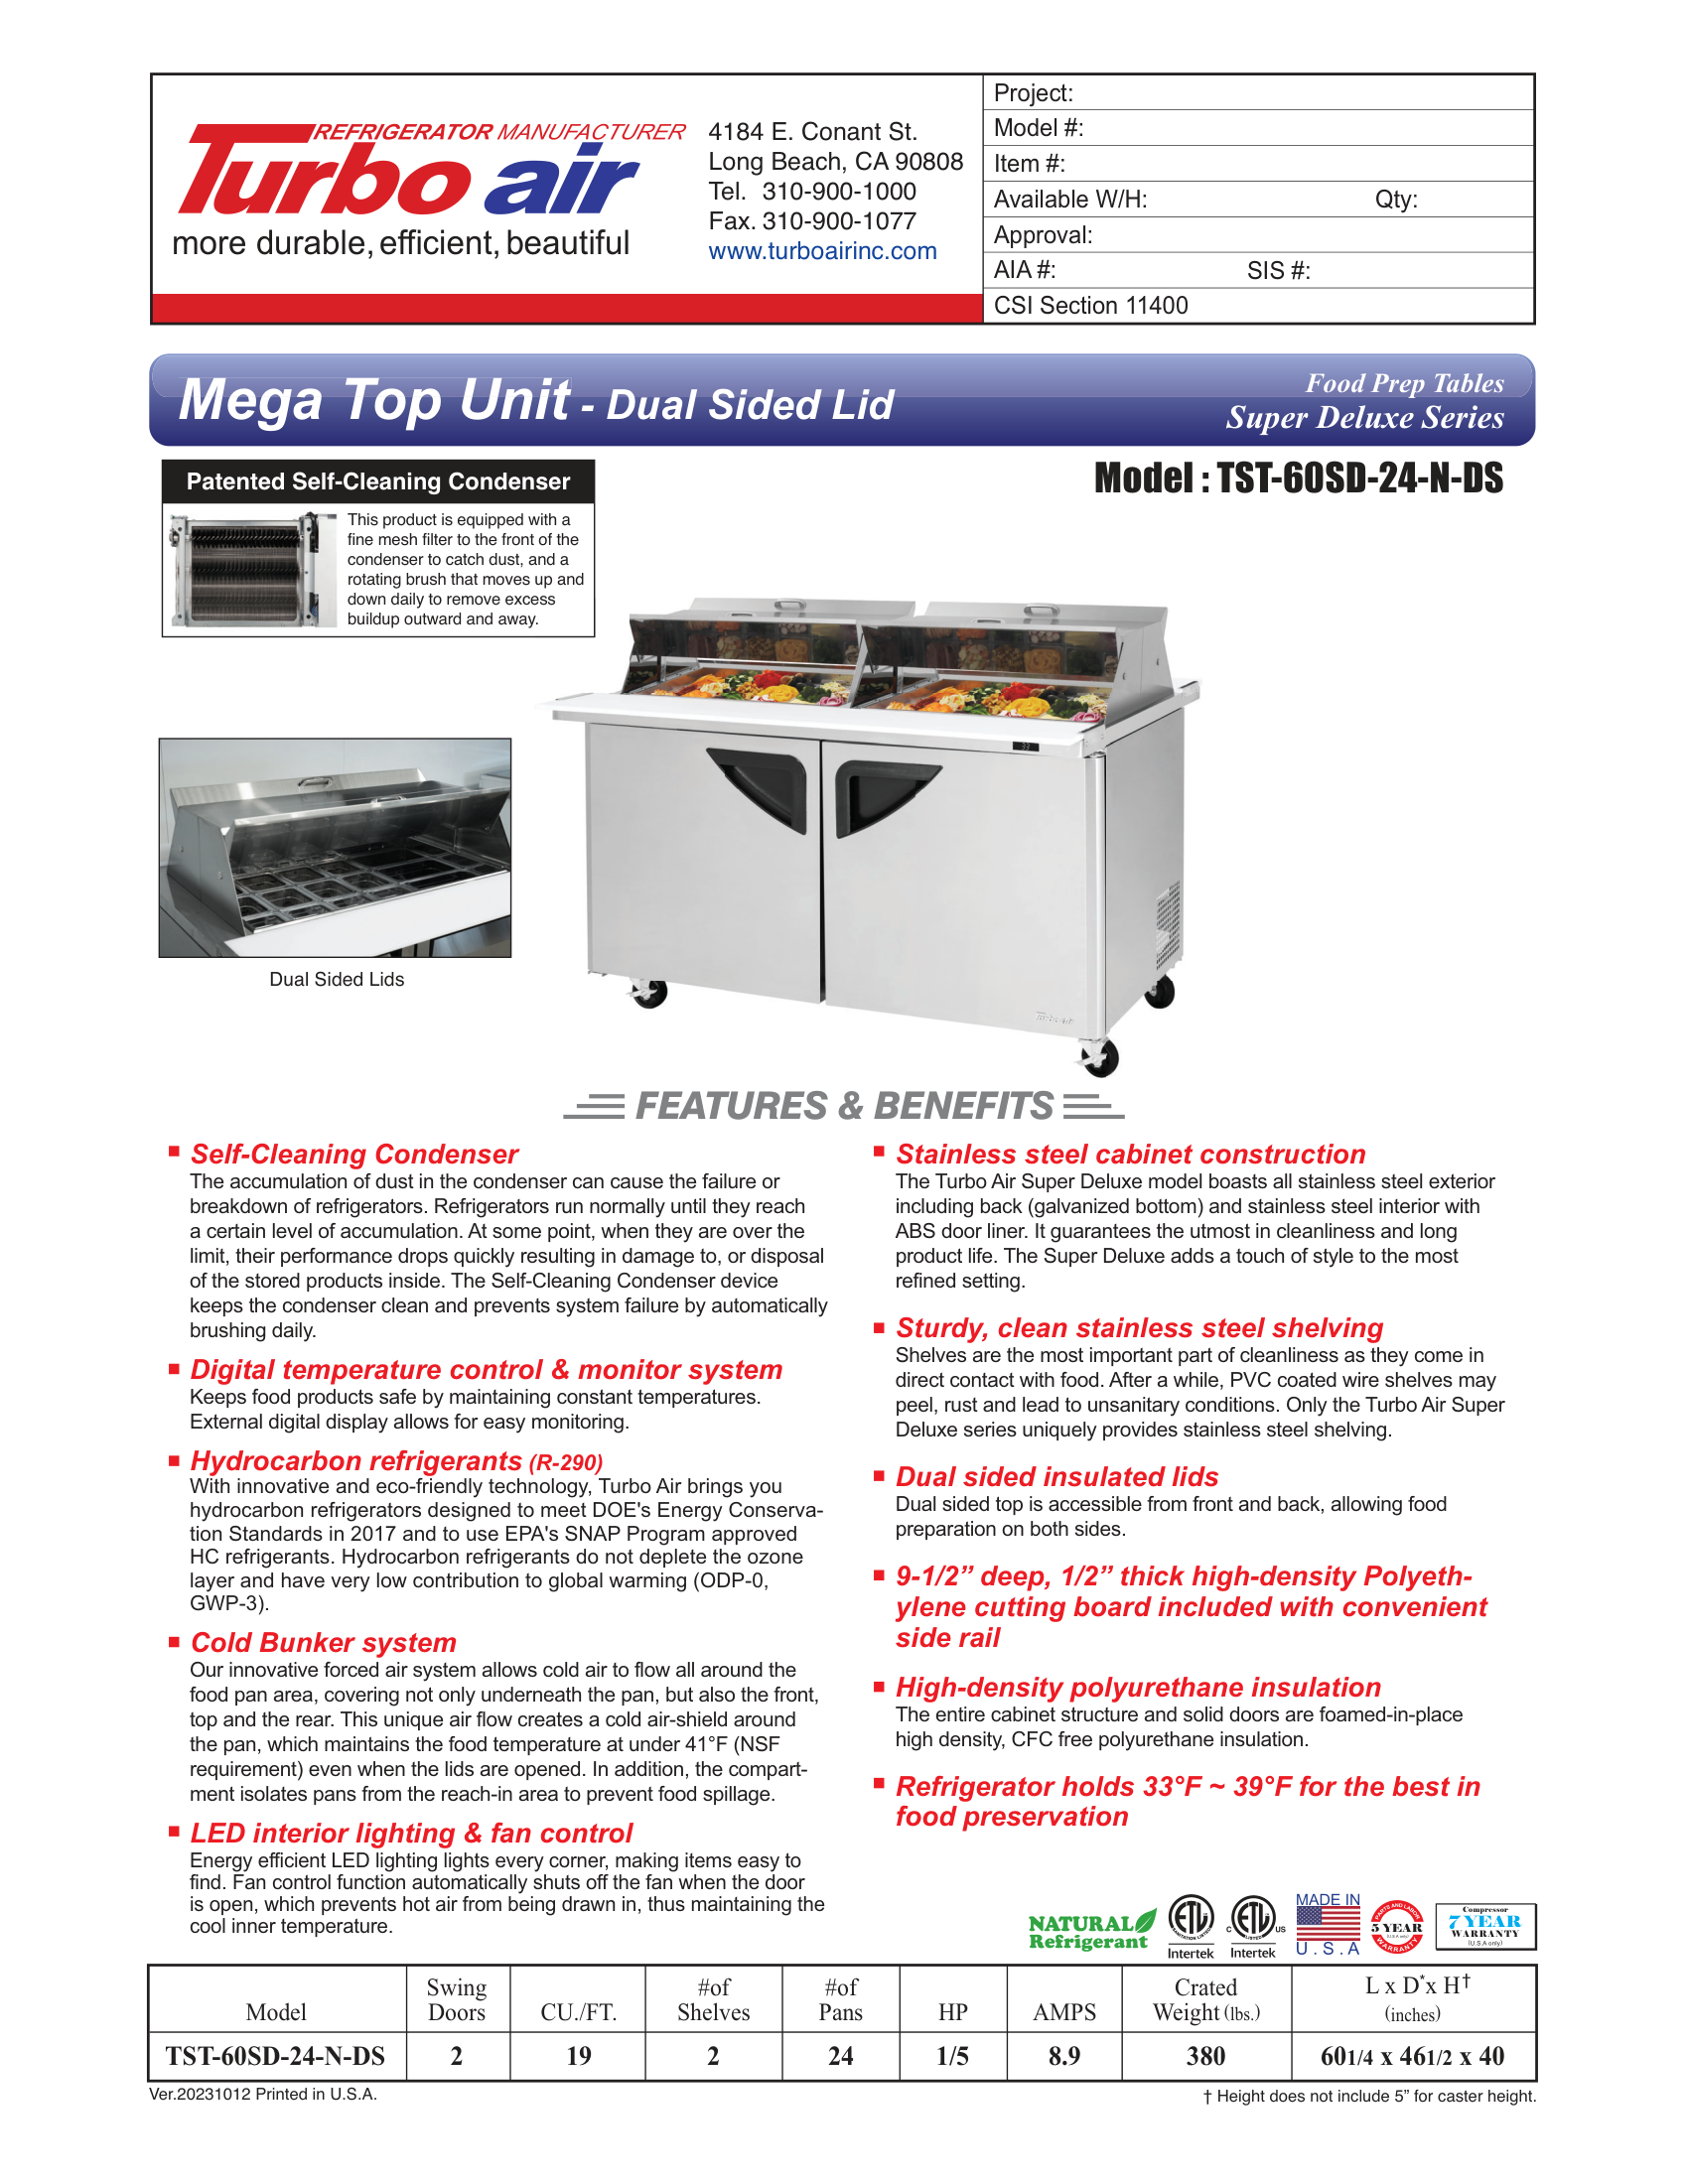 REFRIGERATOR MANUFACTURER
Turbo air
more durable, efficient, beautiful
4184 E. Conant St.
Long Beach, CA 90808
Tel. 310-900-1000
Fax. 310-900-1077
www.turboairinc.com
Project:
Model #:
Item #:
Available W/H: Qty:
Approval:
AIA #: SIS #:
CSI Section 11400
Mega Top Unit - Dual Sided Lid
Food Prep Tables
Super Deluxe Series
Model : TST-60SD-24-N-DS
Patented Self-Cleaning Condenser
This product is equipped with a
fine mesh filter to the front of the
condenser to catch dust, and a
rotating brush that moves up and
down daily to remove excess
buildup outward and away.
Dual Sided Lids
Turbo air
FEATURES & BENEFITS
Self-Cleaning Condenser
The accumulation of dust in the condenser can cause the failure or
breakdown of refrigerators. Refrigerators run normally until they reach
a certain level of accumulation. At some point, when they are over the
limit, their performance drops quickly resulting in damage to, or disposal
of the stored products inside. The Self-Cleaning Condenser device
keeps the condenser clean and prevents system failure by automatically
brushing daily.
Digital temperature control & monitor system
Keeps food products safe by maintaining constant temperatures.
External digital display allows for easy monitoring.
Hydrocarbon refrigerants (R-290)
With innovative and eco-friendly technology, Turbo Air brings you
hydrocarbon refrigerators designed to meet DOE's Energy Conserva-
tion Standards in 2017 and to use EPA's SNAP Program approved
HC refrigerants. Hydrocarbon refrigerants do not deplete the ozone
layer and have very low contribution to global warming (ODP-0,
GWP-3).
Cold Bunker system
Our innovative forced air system allows cold air to flow all around the
food pan area, covering not only underneath the pan, but also the front,
top and the rear. This unique air flow creates a cold air-shield around
the pan, which maintains the food temperature at under 41°F (NSF
requirement) even when the lids are opened. In addition, the compart-
ment isolates pans from the reach-in area to prevent food spillage.
LED interior lighting & fan control
Energy efficient LED lighting lights every corner, making items easy to
find. Fan control function automatically shuts off the fan when the door
is open, which prevents hot air from being drawn in, thus maintaining the
cool inner temperature.
Stainless steel cabinet construction
The Turbo Air Super Deluxe model boasts all stainless steel exterior
including back (galvanized bottom) and stainless steel interior with
ABS door liner. It guarantees the utmost in cleanliness and long
product life. The Super Deluxe adds a touch of style to the most
refined setting.
Sturdy, clean stainless steel shelving
Shelves are the most important part of cleanliness as they come in
direct contact with food. After a while, PVC coated wire shelves may
peel, rust and lead to unsanitary conditions. Only the Turbo Air Super
Deluxe series uniquely provides stainless steel shelving.
Dual sided insulated lids
Dual sided top is accessible from front and back, allowing food
preparation on both sides.
9-1/2” deep, 1/2” thick high-density Polyeth-
ylene cutting board included with convenient
side rail
High-density polyurethane insulation
The entire cabinet structure and solid doors are foamed-in-place
high density, CFC free polyurethane insulation.
Refrigerator holds 33°F ~ 39°F for the best in
food preservation
NATURAL
Refrigerant
ETL
SANITATION LISTED
Intertek
C ETL US
LISTED
Intertek
MADE IN
U.S.A
PARTS AND LABOR
5 YEAR
(U.S.A only)
WARRANTY
Compressor
7 YEAR
WARRANTY
(U.S.A only)
Model Swing Doors CU./FT. #of Shelves #of Pans HP AMPS Crated Weight (lbs.) L x D* x H† (inches)
TST-60SD-24-N-DS 2 19 2 24 1/5 8.9 380 601/4 x 461/2 x 40
Ver.20231012 Printed in U.S.A.
† Height does not include 5” for caster height.